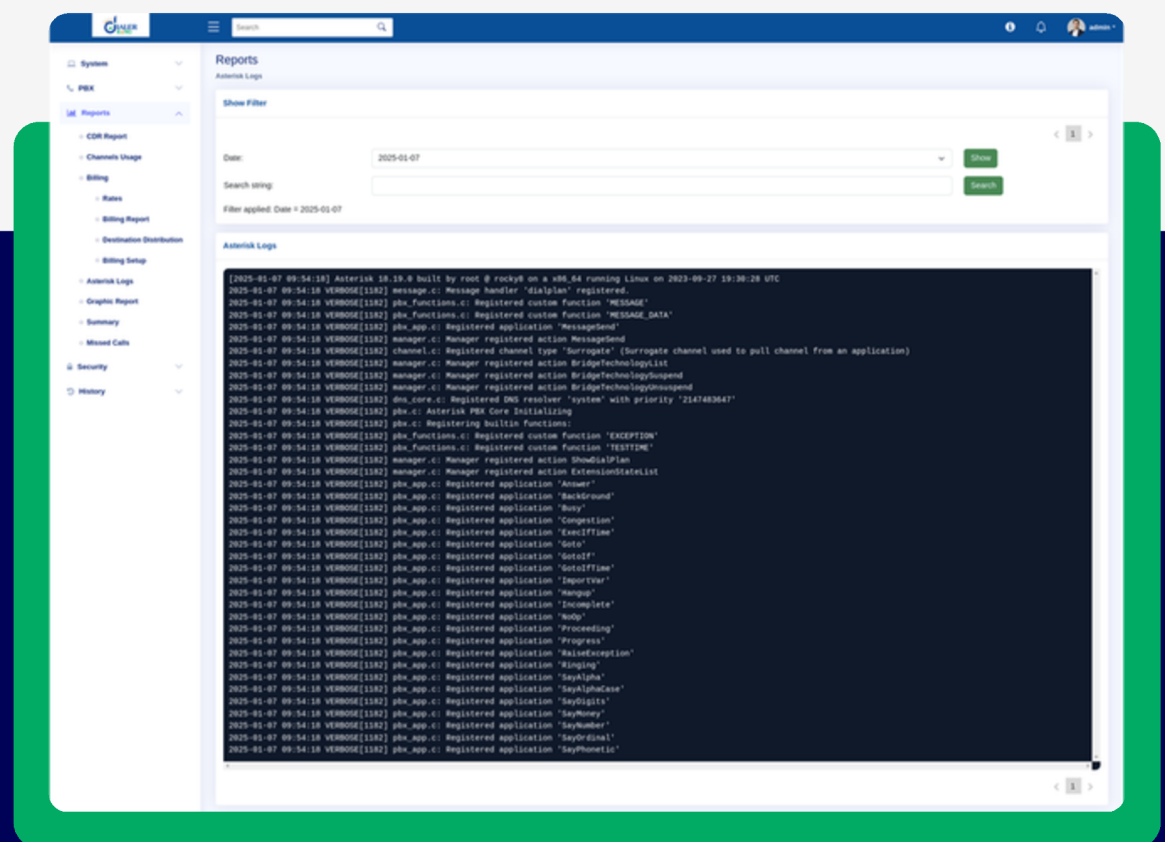 DIALER
Search
admin
System
PBX
Reports
CDR Report
Channels Usage
Billing
Rates
Billing Report
Destination Distribution
Billing Setup
Asterisk Logs
Graphic Report
Summary
Missed Calls
Security
History
Reports
Asterisk Logs
Show Filter
1
Date:
2025-01-07
Show
Search string:
Search
Filter applied: Date = 2025-01-07
Asterisk Logs
[2025-01-07 09:54:18] Asterisk 18.19.0 built by root @ rocky8 on a x86_64 running Linux on 2023-09-27 19:30:28 UTC
2025-01-07 09:54:18 VERBOSE[1182] message.c: Message handler 'dialplan' registered.
2025-01-07 09:54:18 VERBOSE[1182] pbx_functions.c: Registered custom function 'MESSAGE'
2025-01-07 09:54:18 VERBOSE[1182] pbx_functions.c: Registered custom function 'MESSAGE_DATA'
2025-01-07 09:54:18 VERBOSE[1182] pbx_app.c: Registered application 'MessageSend'
2025-01-07 09:54:18 VERBOSE[1182] manager.c: Manager registered action MessageSend
2025-01-07 09:54:18 VERBOSE[1182] channel.c: Registered channel type 'Surrogate' (Surrogate channel used to pull channel from an application)
2025-01-07 09:54:18 VERBOSE[1182] manager.c: Manager registered action BridgeTechnologyList
2025-01-07 09:54:18 VERBOSE[1182] manager.c: Manager registered action BridgeTechnologySuspend
2025-01-07 09:54:18 VERBOSE[1182] manager.c: Manager registered action BridgeTechnologyUnsuspend
2025-01-07 09:54:18 VERBOSE[1182] dns_core.c: Registered DNS resolver 'system' with priority '2147483647'
2025-01-07 09:54:18 VERBOSE[1182] pbx.c: Asterisk PBX Core Initializing
2025-01-07 09:54:18 VERBOSE[1182] pbx.c: Registering builtin functions:
2025-01-07 09:54:18 VERBOSE[1182] pbx_functions.c: Registered custom function 'EXCEPTION'
2025-01-07 09:54:18 VERBOSE[1182] pbx_functions.c: Registered custom function 'TESTTIME'
2025-01-07 09:54:18 VERBOSE[1182] manager.c: Manager registered action ShowDialPlan
2025-01-07 09:54:18 VERBOSE[1182] manager.c: Manager registered action ExtensionStateList
2025-01-07 09:54:18 VERBOSE[1182] pbx_app.c: Registered application 'Answer'
2025-01-07 09:54:18 VERBOSE[1182] pbx_app.c: Registered application 'BackGround'
2025-01-07 09:54:18 VERBOSE[1182] pbx_app.c: Registered application 'Busy'
2025-01-07 09:54:18 VERBOSE[1182] pbx_app.c: Registered application 'Congestion'
2025-01-07 09:54:18 VERBOSE[1182] pbx_app.c: Registered application 'ExecIfTime'
2025-01-07 09:54:18 VERBOSE[1182] pbx_app.c: Registered application 'Goto'
2025-01-07 09:54:18 VERBOSE[1182] pbx_app.c: Registered application 'GotoIf'
2025-01-07 09:54:18 VERBOSE[1182] pbx_app.c: Registered application 'GotoIfTime'
2025-01-07 09:54:18 VERBOSE[1182] pbx_app.c: Registered application 'ImportVar'
2025-01-07 09:54:18 VERBOSE[1182] pbx_app.c: Registered application 'Hangup'
2025-01-07 09:54:18 VERBOSE[1182] pbx_app.c: Registered application 'Incomplete'
2025-01-07 09:54:18 VERBOSE[1182] pbx_app.c: Registered application 'NoOp'
2025-01-07 09:54:18 VERBOSE[1182] pbx_app.c: Registered application 'Proceeding'
2025-01-07 09:54:18 VERBOSE[1182] pbx_app.c: Registered application 'Progress'
2025-01-07 09:54:18 VERBOSE[1182] pbx_app.c: Registered application 'RaiseException'
2025-01-07 09:54:18 VERBOSE[1182] pbx_app.c: Registered application 'Ringing'
2025-01-07 09:54:18 VERBOSE[1182] pbx_app.c: Registered application 'SayAlpha'
2025-01-07 09:54:18 VERBOSE[1182] pbx_app.c: Registered application 'SayAlphaCase'
2025-01-07 09:54:18 VERBOSE[1182] pbx_app.c: Registered application 'SayDigits'
2025-01-07 09:54:18 VERBOSE[1182] pbx_app.c: Registered application 'SayMoney'
2025-01-07 09:54:18 VERBOSE[1182] pbx_app.c: Registered application 'SayNumber'
2025-01-07 09:54:18 VERBOSE[1182] pbx_app.c: Registered application 'SayOrdinal'
2025-01-07 09:54:18 VERBOSE[1182] pbx_app.c: Registered application 'SayPhonetic'
1